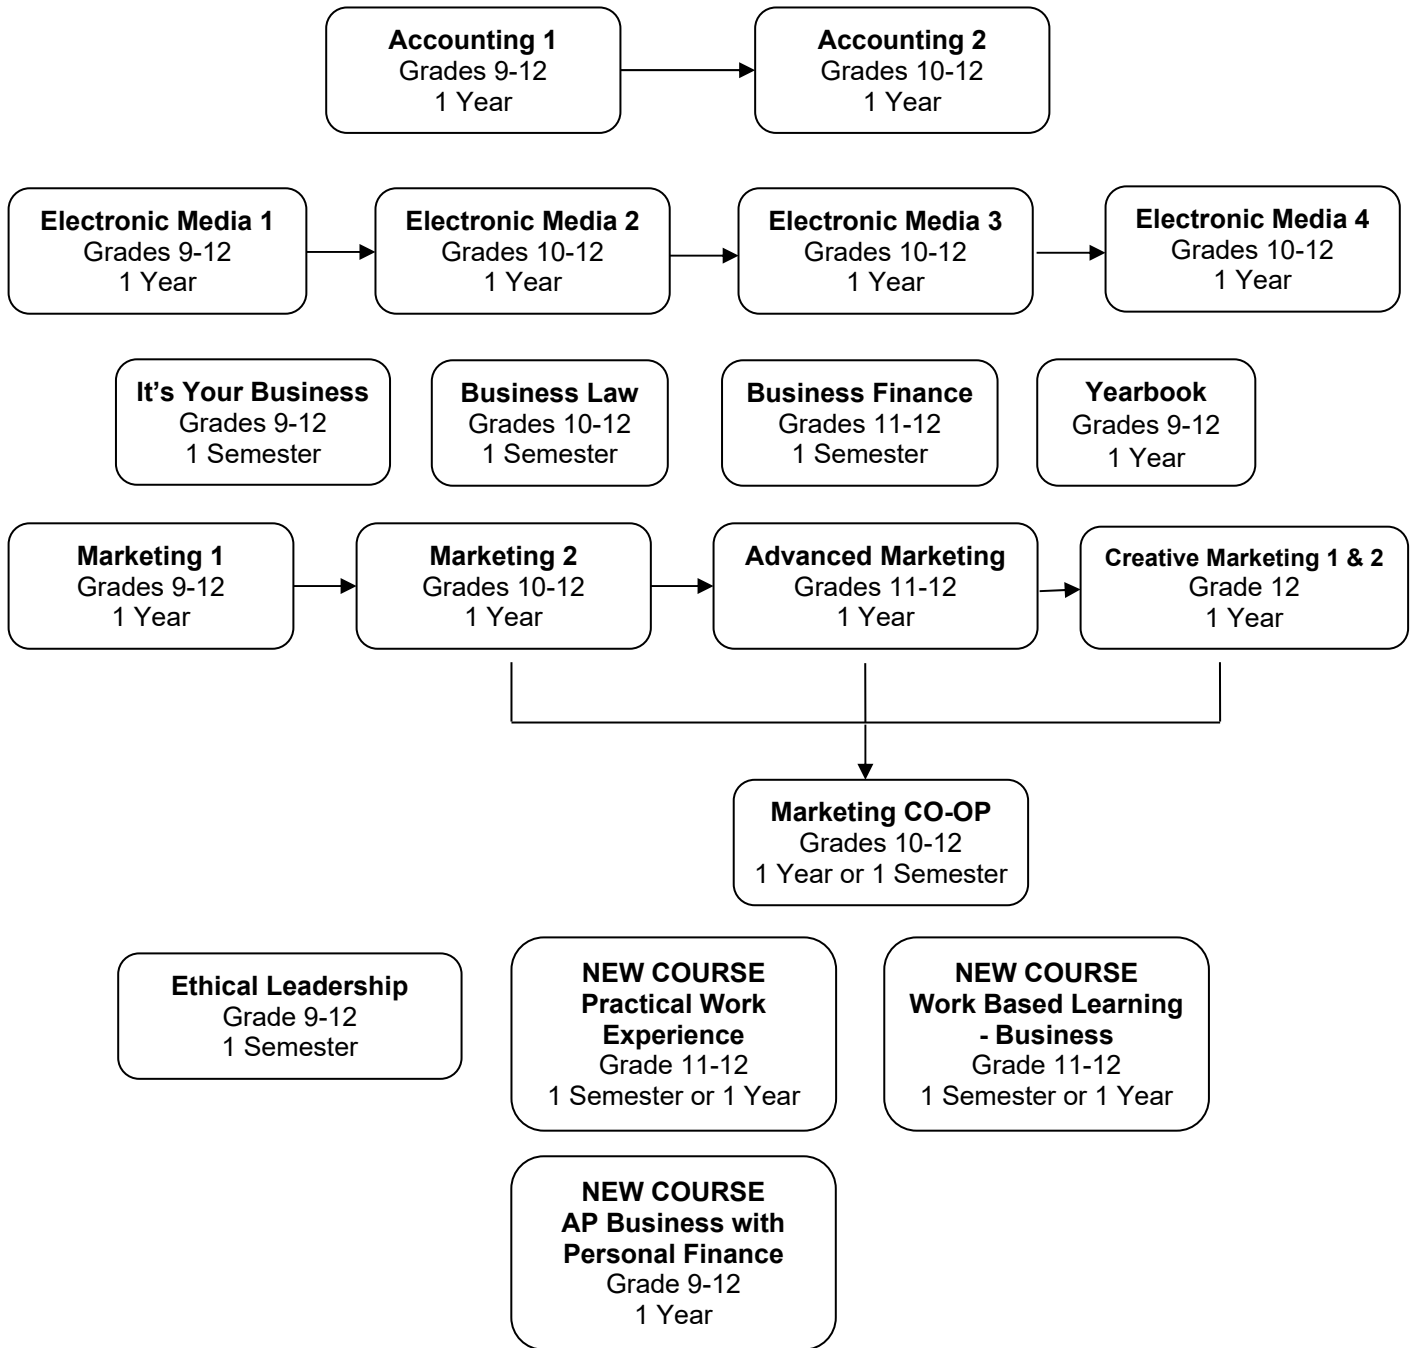 Accounting 1
Grades 9-12
1 Year
Accounting 2
Grades 10-12
1 Year
Electronic Media 1
Grades 9-12
1 Year
Electronic Media 2
Grades 10-12
1 Year
Electronic Media 3
Grades 10-12
1 Year
Electronic Media 4
Grades 10-12
1 Year
It’s Your Business
Grades 9-12
1 Semester
Business Law
Grades 10-12
1 Semester
Business Finance
Grades 11-12
1 Semester
Yearbook
Grades 9-12
1 Year
Marketing 1
Grades 9-12
1 Year
Marketing 2
Grades 10-12
1 Year
Advanced Marketing
Grades 11-12
1 Year
Creative Marketing 1 & 2
Grade 12
1 Year
Marketing CO-OP
Grades 10-12
1 Year or 1 Semester
Ethical Leadership
Grade 9-12
1 Semester
NEW COURSE
Practical Work
Experience
Grade 11-12
1 Semester or 1 Year
NEW COURSE
Work Based Learning
- Business
Grade 11-12
1 Semester or 1 Year
NEW COURSE
AP Business with
Personal Finance
Grade 9-12
1 Year